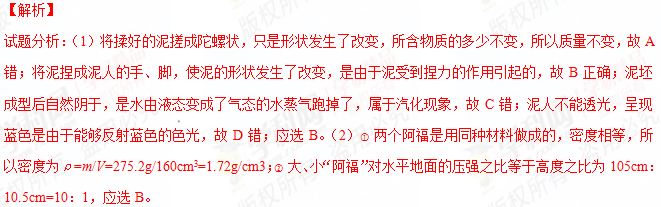 【解析】
试题分析：（1）将揉好的泥搓成陀螺状，只是形状发生了改变，所含物质的多少不变，所以质量不变，故 A
错；将泥捏成泥人的手、脚，使泥的形状发生了改变，是由于泥受到捏力的作用引起的，故 B 正确；泥坯
成型后自然阴于，是水由液态变成了气态的水蒸气跑掉了，属于汽化现象，故 C 错；泥人不能透光，呈现
蓝色是由于能够反射蓝色的色光，故 D 错；应选 B。（2）① 两个阿福是用同种材料做成的，密度相等，所
以密度为 ρ=m/V=275.2g/160cm³=1.72g/cm3；① 大、小“阿福”对水平地面的压强之比等于高度之比为 105cm：
10.5cm=10：1，应选 B。